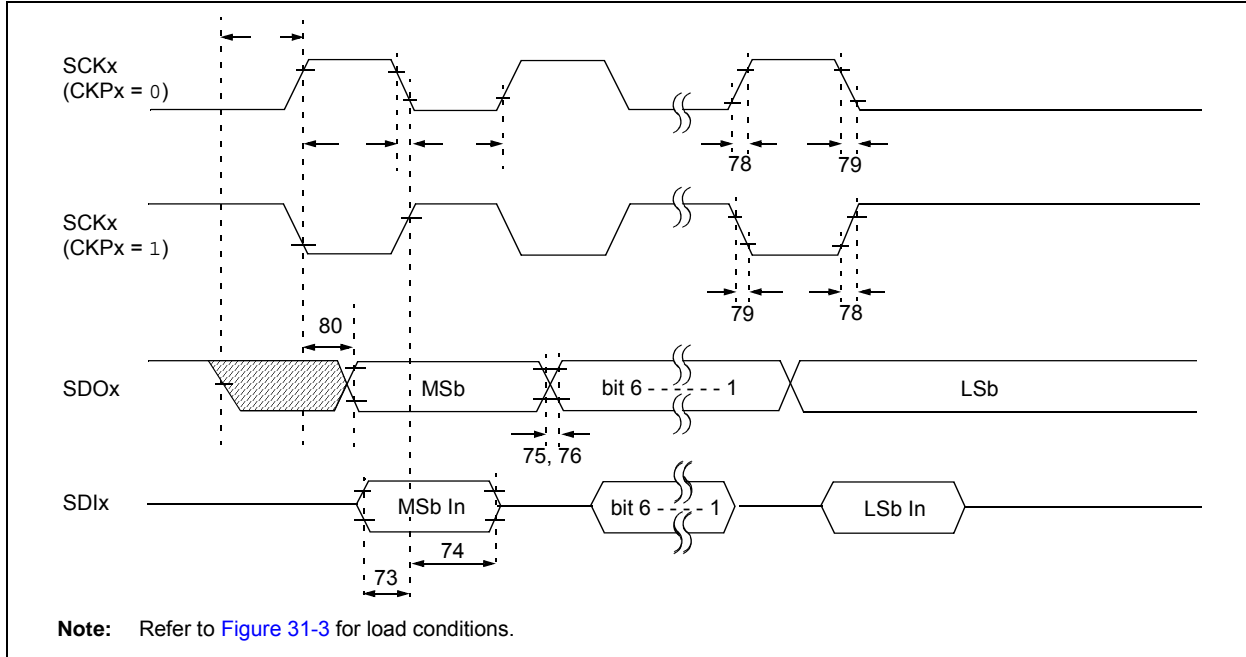 SCKx
(CKPx = 0)
78
79
SCKx
(CKPx = 1)
79
78
80
SDOx
MSb
bit 6 - - - - - - 1
LSb
75, 76
SDIx
MSb In
bit 6 - - - - 1
LSb In
74
73
Note: Refer to Figure 31-3 for load conditions.